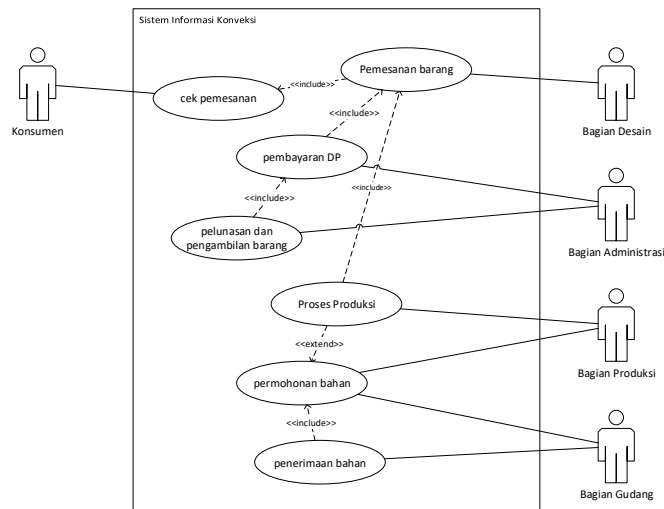 Sistem Informasi Konveksi
Pemesanan barang
<<include>>
cek pemesanan
Konsumen
Bagian Desain
<<include>>
pembayaran DP
<<include>>
<<include>>
pelunasan dan
pengambilan barang
Bagian Administrasi
Proses Produksi
<<extend>>
Bagian Produksi
permohonan bahan
<<include>>
penerimaan bahan
Bagian Gudang